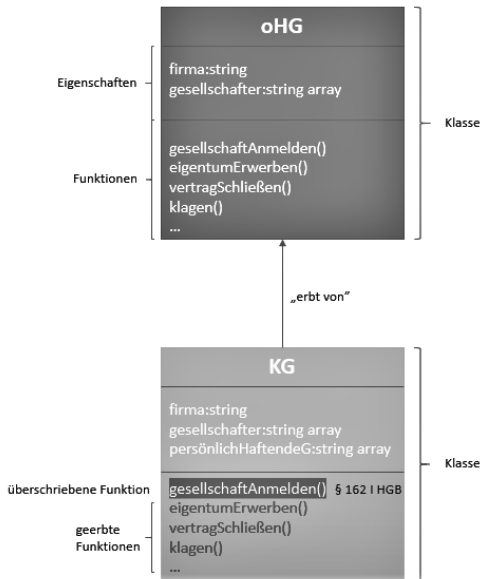 oHG
Eigenschaften
firma:string
gesellschafter:string array
Klasse
Funktionen
gesellschaftAnmelden()
eigentumErwerben()
vertragSchließen()
klagen()
...
„erbt von“
KG
firma:string
gesellschafter:string array
persönlichHaftendeG:string array
Klasse
überschriebene Funktion
gesellschaftAnmelden() § 162 I HGB
geerbte
Funktionen
eigentumErwerben()
vertragSchließen()
klagen()
...